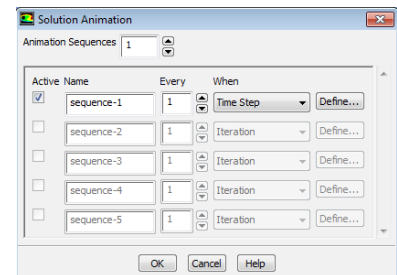 Solution Animation
Animation Sequences 1
Active Name Every When
sequence-1 1 Time Step Define...
sequence-2 1 Iteration Define...
sequence-3 1 Iteration Define...
sequence-4 1 Iteration Define...
sequence-5 1 Iteration Define...
OK Cancel Help